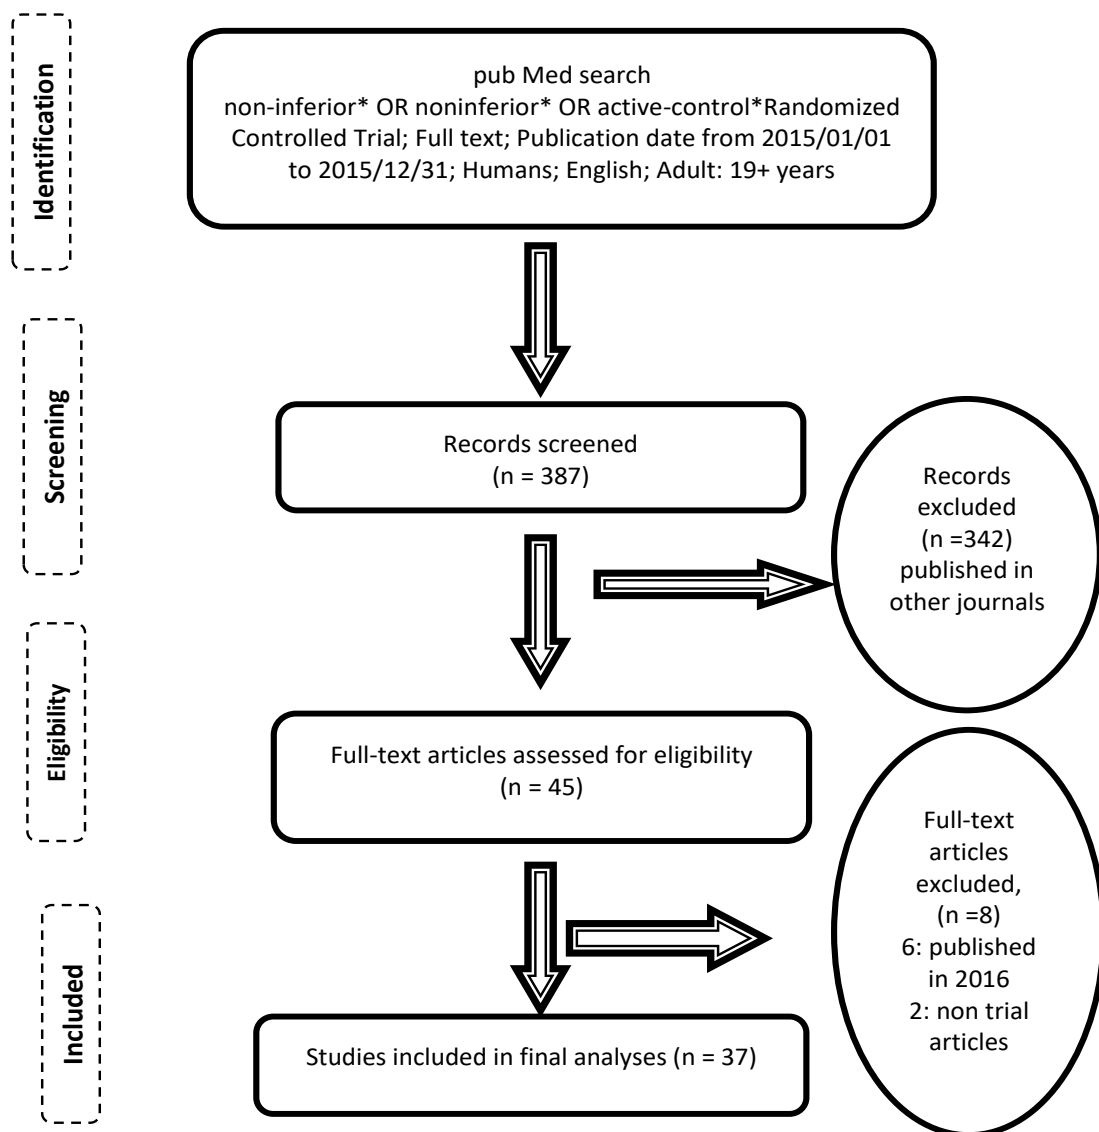 Identification
pub Med search
non-inferior* OR noninferior* OR active-control*Randomized
Controlled Trial; Full text; Publication date from 2015/01/01
to 2015/12/31; Humans; English; Adult: 19+ years
Screening
Records screened
(n = 387)
Records
excluded
(n =342)
published in
other journals
Eligibility
Full-text articles assessed for eligibility
(n = 45)
Full-text
articles
excluded,
(n =8)
6: published
in 2016
2: non trial
articles
Included
Studies included in final analyses (n = 37)